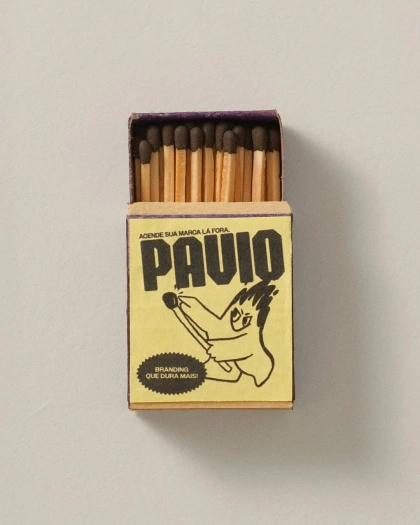 ACENDE SUA MARCA LÁ FORA.
PAVIO
BRANDING
QUE DURA MAIS!